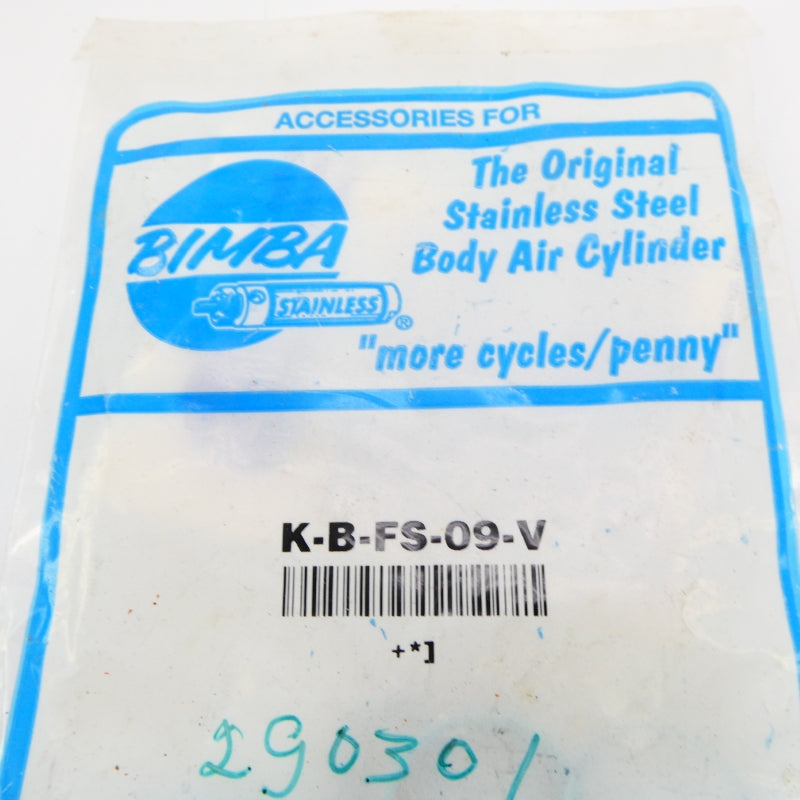 ACCESSORIES FOR
BIMBA
STAINLESS®
The Original
Stainless Steel
Body Air Cylinder
"more cycles/penny"
K-B-FS-09-V
+*]
290301